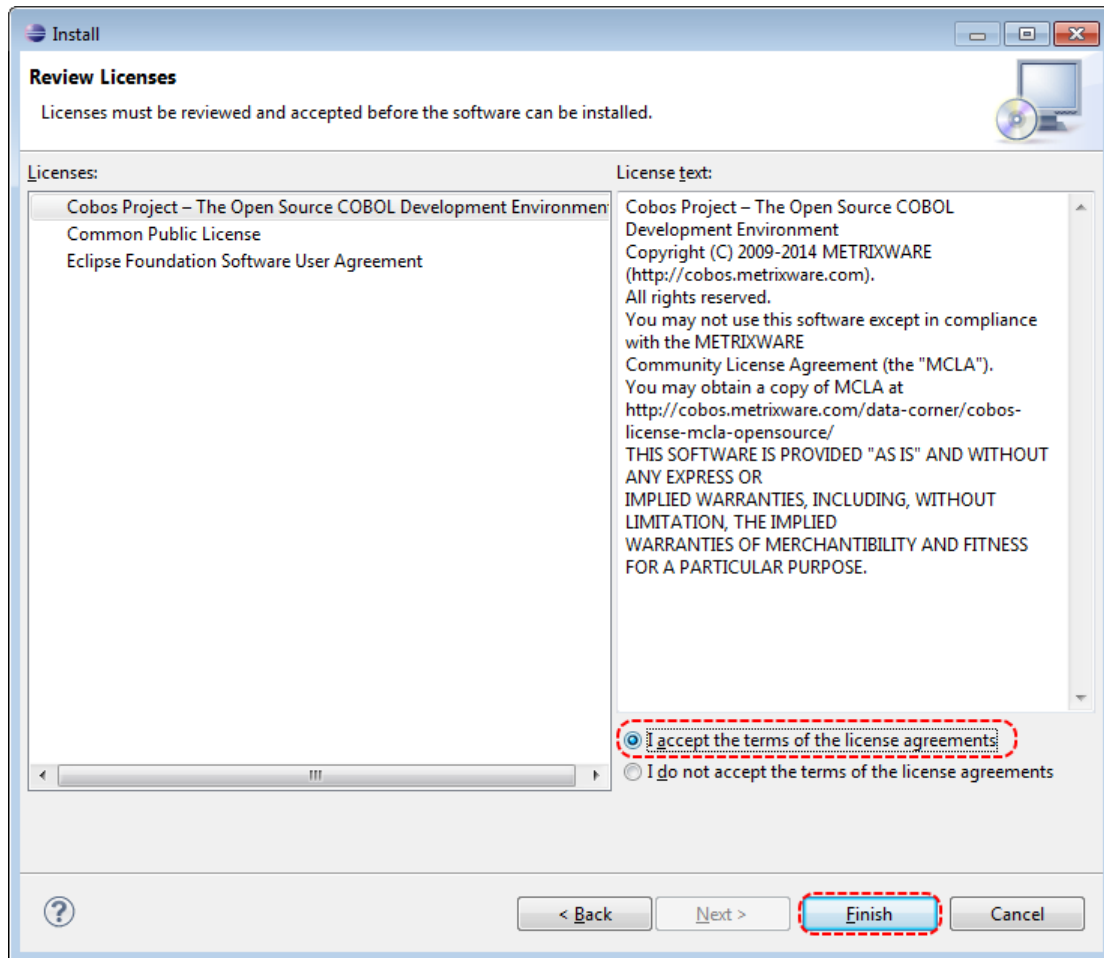 Install
Review Licenses
Licenses must be reviewed and accepted before the software can be installed.
Licenses:
Cobos Project – The Open Source COBOL Development Environmen
Common Public License
Eclipse Foundation Software User Agreement
License text:
Cobos Project – The Open Source COBOL
Development Environment
Copyright (C) 2009-2014 METRIXWARE
(http://cobos.metrixware.com).
All rights reserved.
You may not use this software except in compliance
with the METRIXWARE
Community License Agreement (the "MCLA").
You may obtain a copy of MCLA at
http://cobos.metrixware.com/data-corner/cobos-
license-mcla-opensource/
THIS SOFTWARE IS PROVIDED "AS IS" AND WITHOUT
ANY EXPRESS OR
IMPLIED WARRANTIES, INCLUDING, WITHOUT
LIMITATION, THE IMPLIED
WARRANTIES OF MERCHANTIBILITY AND FITNESS
FOR A PARTICULAR PURPOSE.
I accept the terms of the license agreements
I do not accept the terms of the license agreements
?
< Back
Next >
Finish
Cancel